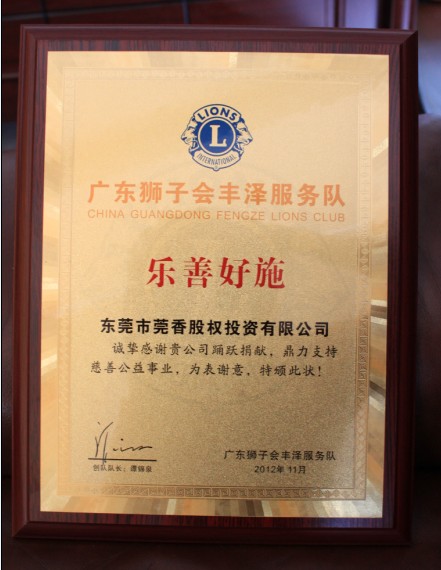 LIONS
L
INTERNATIONAL
广东狮子会丰泽服务队
CHINA GUANGDONG FENGZE LIONS CLUB
乐善好施
东莞市莞香股权投资有限公司
诚挚感谢贵公司踊跃捐献，鼎力支持
慈善公益事业，为表谢意，特颁此状！
创队队长：谭锦泉
广东狮子会丰泽服务队
2012年11月